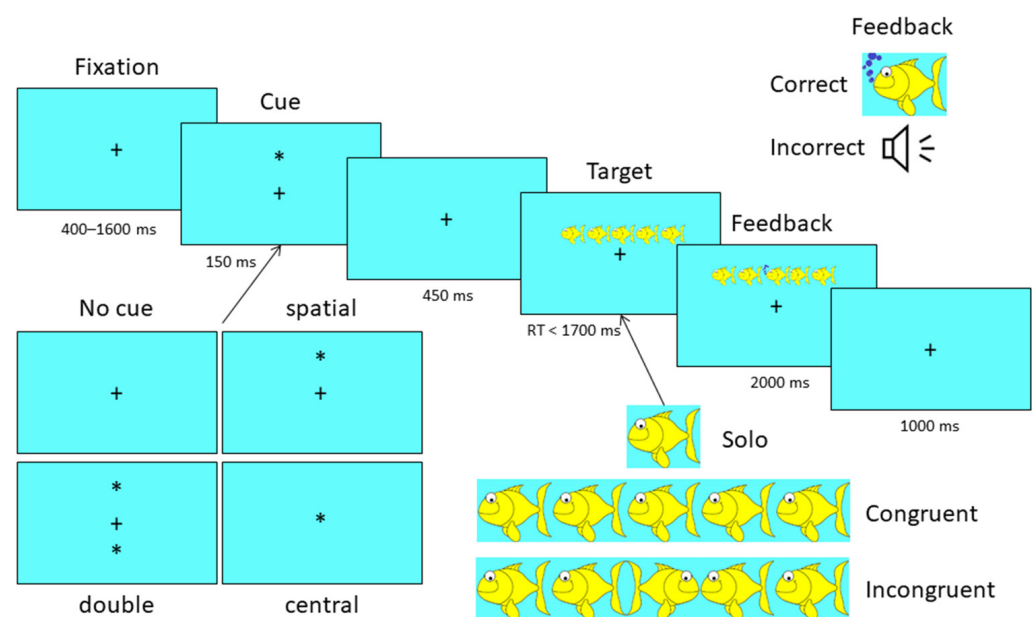 Feedback
Correct
Incorrect
Fixation
+
400–1600 ms
Cue
*
+
150 ms
+
450 ms
Target
+
RT < 1700 ms
Feedback
+
2000 ms
+
1000 ms
No cue
+
spatial
*
+
*
+
*
double
*
central
Solo
Congruent
Incongruent